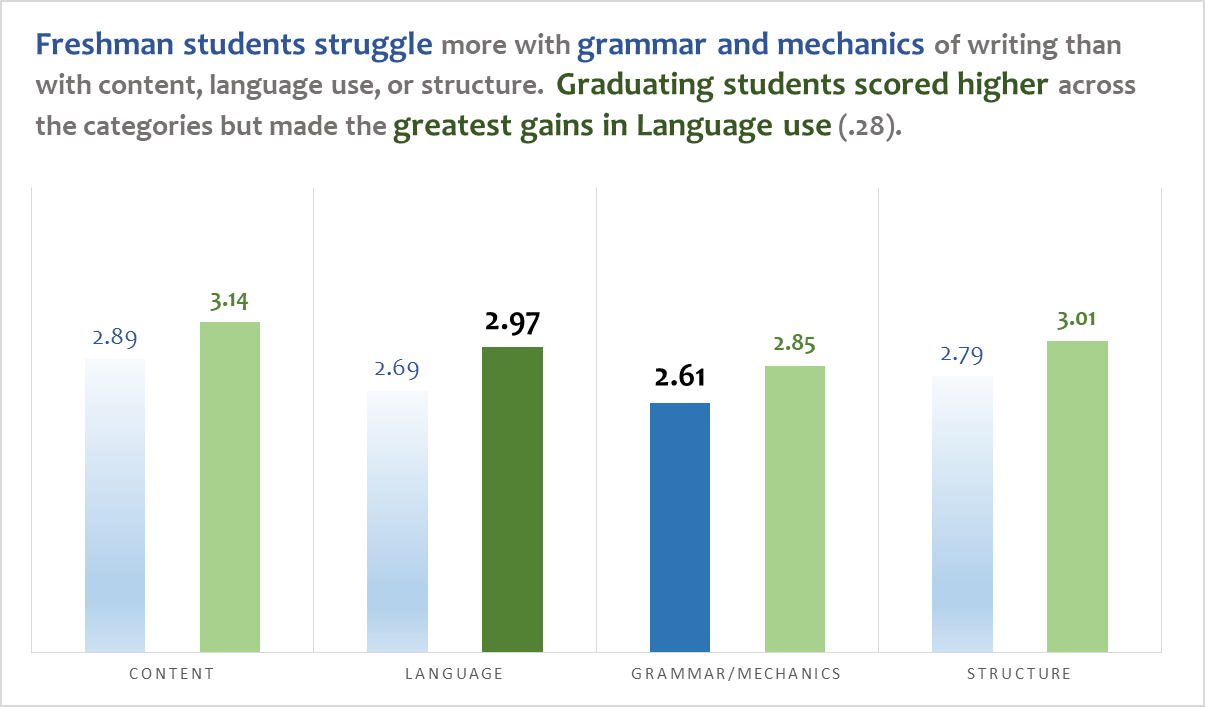 Freshman students struggle more with grammar and mechanics of writing than
with content, language use, or structure. Graduating students scored higher across
the categories but made the greatest gains in Language use (.28).
3.14
2.89
2.97
2.69
2.61
2.85
2.79
3.01
CONTENT
LANGUAGE
GRAMMAR/MECHANICS
STRUCTURE